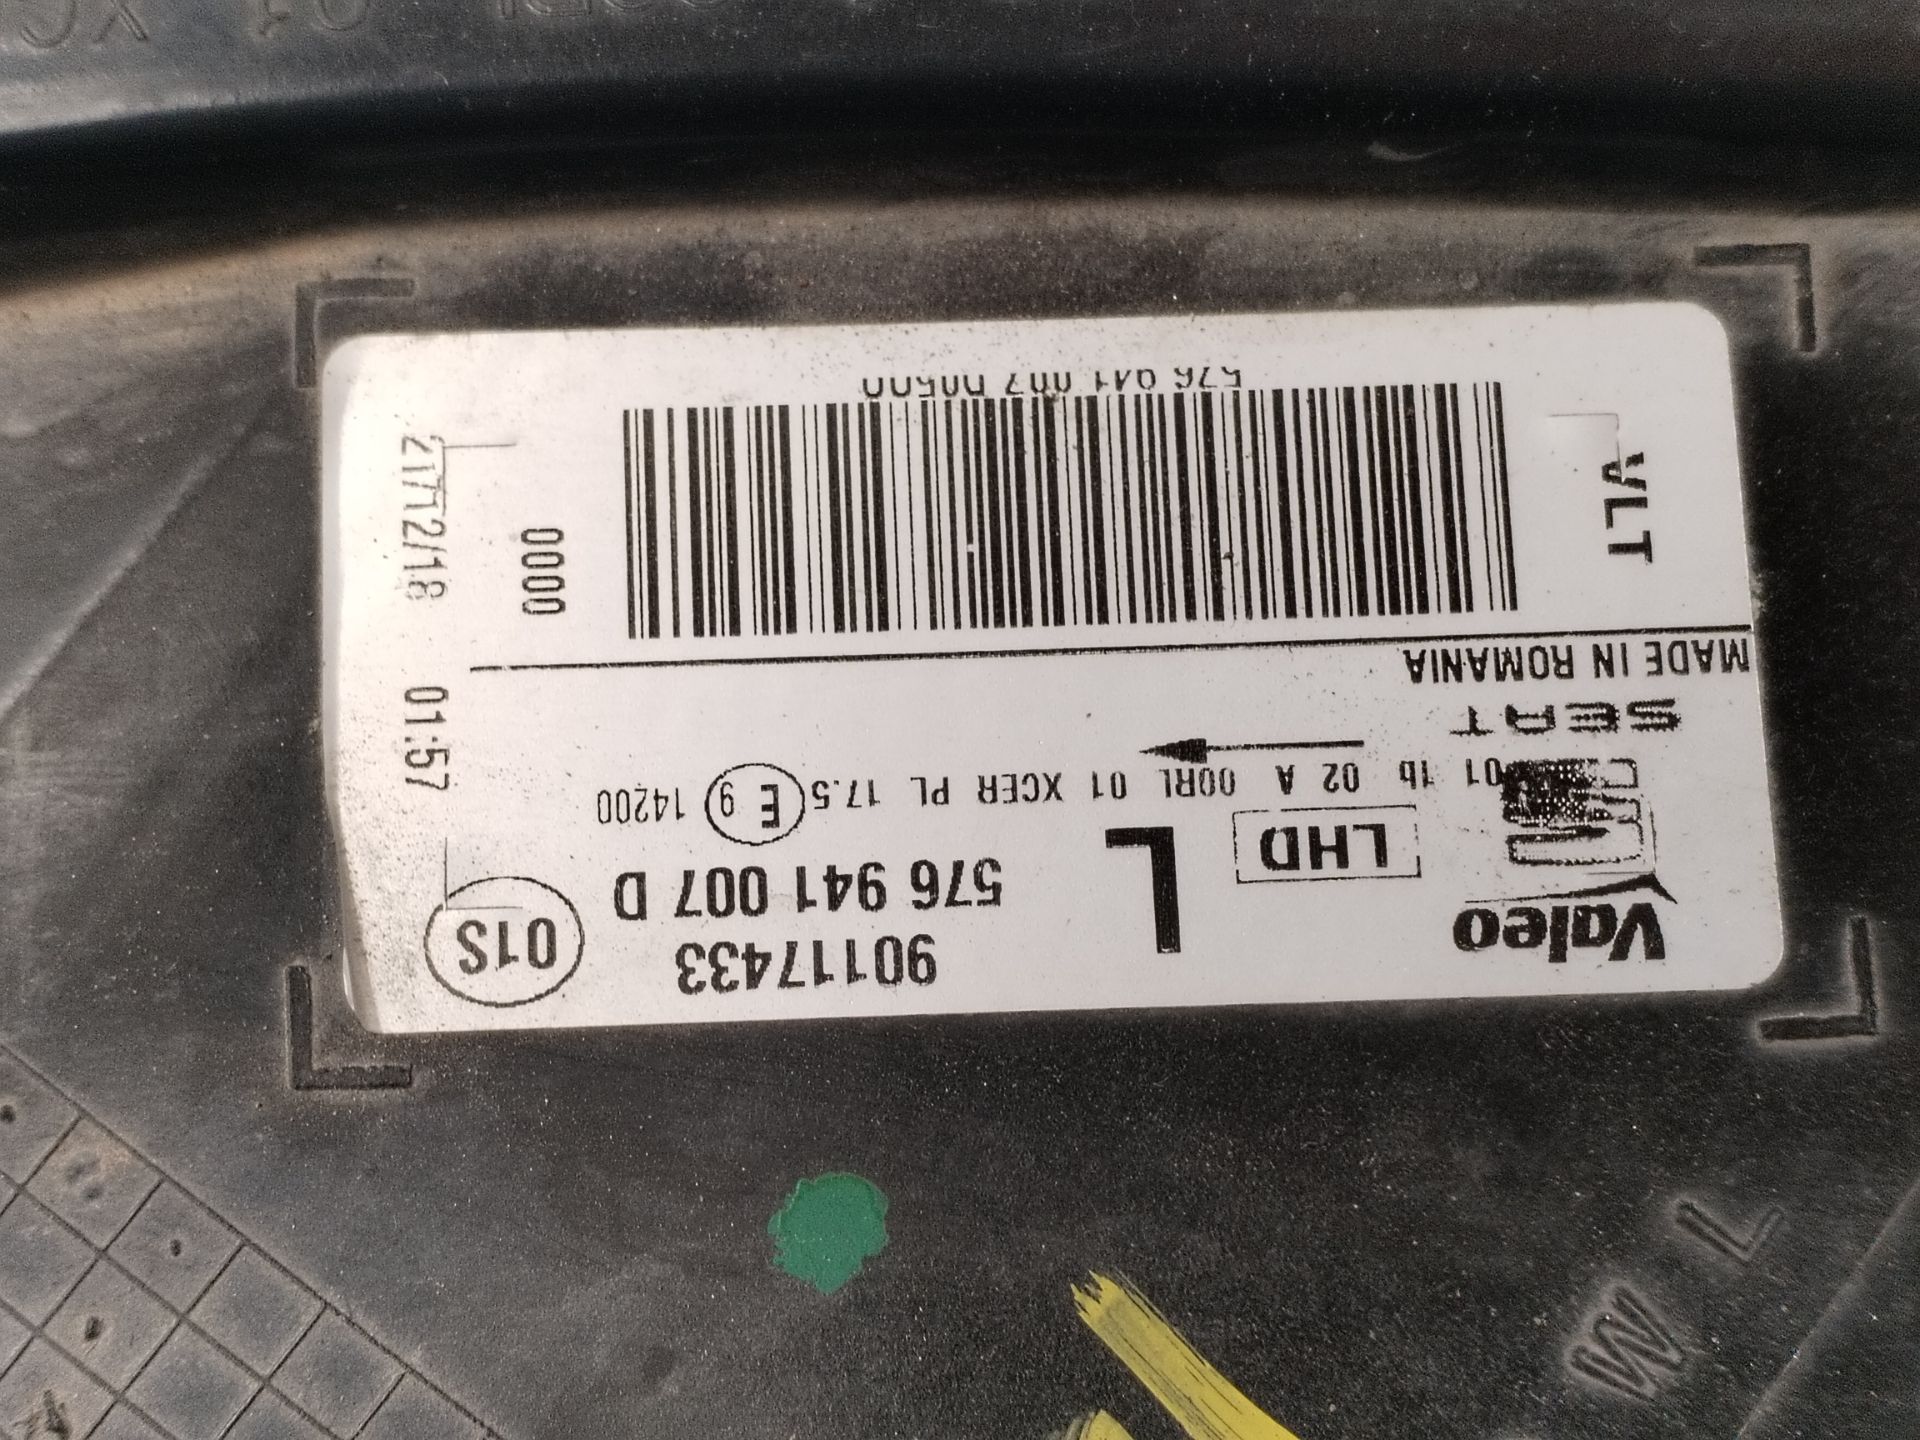 Valeo
L
90117433
01S
LHD
576 941 007 D
01 1b 02 A 00RL 01 XCER PL 17.5 E 9 14200
SEAT
MADE IN ROMANIA
VLT
0000
27/12/18 01:57
576 941 007 D0500
W L